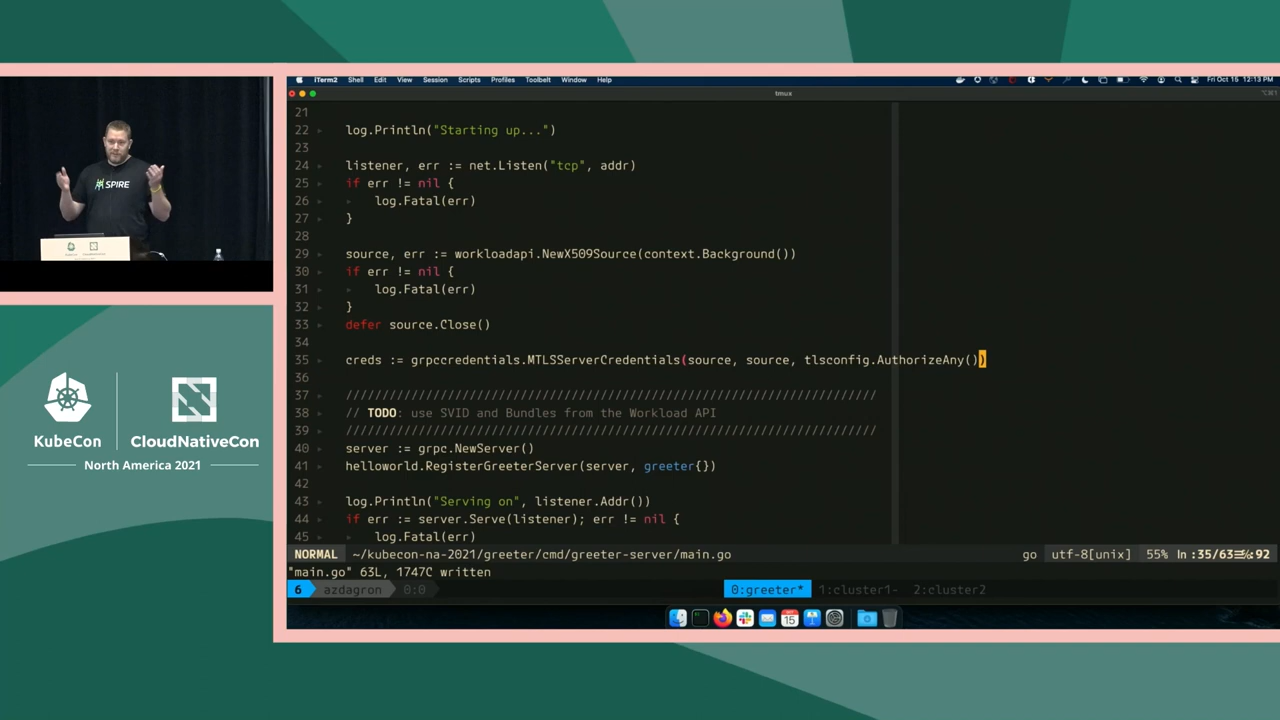 iTerm2 Shell Edit View Session Scripts Profiles Toolbelt Window Help Fri Oct 15 12:13 PM
tmux
21
22 log.Println("Starting up...")
23
24 listener, err := net.Listen("tcp", addr)
25 if err != nil {
26 log.Fatal(err)
27 }
28
29 source, err := workloadapi.NewX509Source(context.Background())
30 if err != nil {
31 log.Fatal(err)
32 }
33 defer source.Close()
34
35 creds := grpccredentials.MTLSServerCredentials(source, source, tlsconfig.AuthorizeAny())
36
37 ///////////////////////////////////////////////////////////////////////////
38 // TODO: use SVID and Bundles from the Workload API
39 ///////////////////////////////////////////////////////////////////////////
40 server := grpc.NewServer()
41 helloworld.RegisterGreeterServer(server, greeter{})
42
43 log.Println("Serving on", listener.Addr())
44 if err := server.Serve(listener); err != nil {
45 log.Fatal(err)
NORMAL ~/kubecon-na-2021/greeter/cmd/greeter-server/main.go go utf-8[unix] 55% ln :35/63 92
"main.go" 63L, 1747C written
6 azdagron 0:0 0:greeter* 1:cluster1- 2:cluster2
SPIRE
KubeCon CloudNativeCon
North America 2021